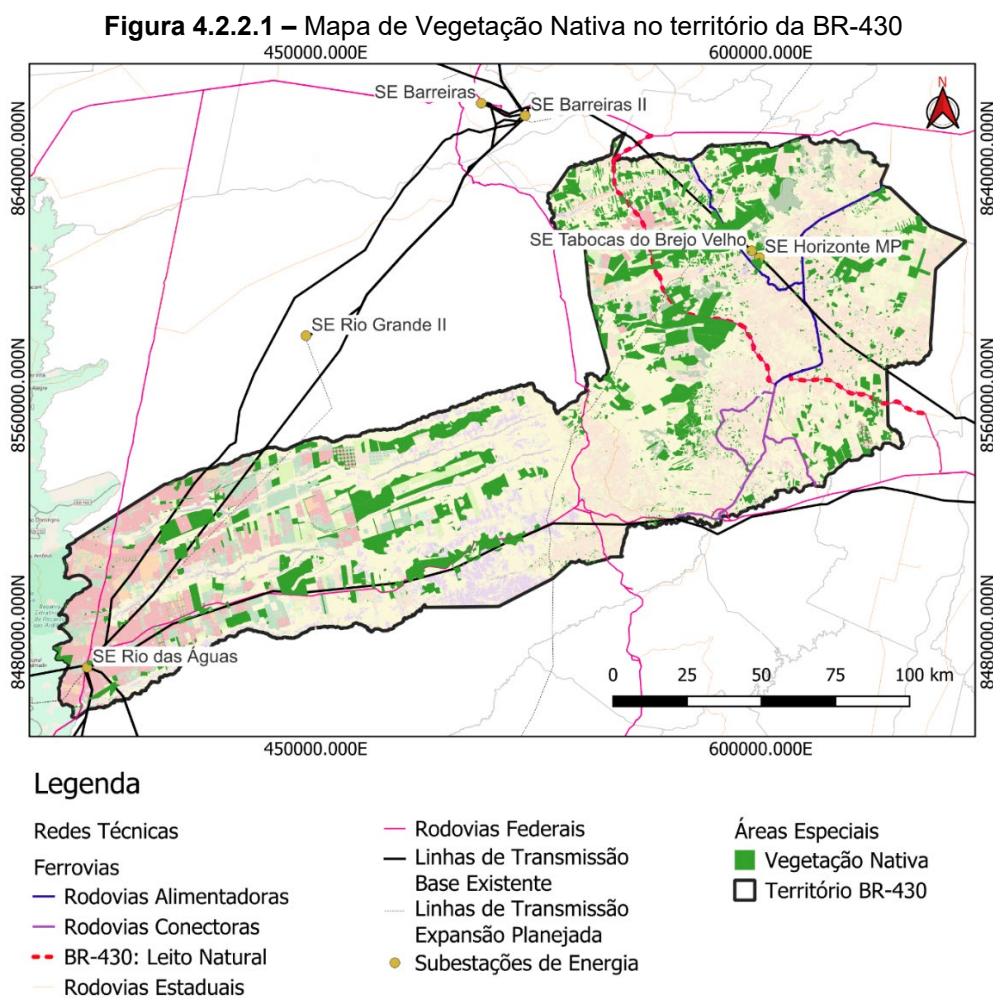 Figura 4.2.2.1 – Mapa de Vegetação Nativa no território da BR-430
450000.000E
600000.000E
SE Barreiras
SE Barreiras II
N
8640000.000N
8640000.000N
SE Tabocas do Brejo Velho
SE Horizonte MP
SE Rio Grande II
8560000.000N
8560000.000N
8480000.000N
8480000.000N
SE Rio das Águas
0 25 50 75 100 km
450000.000E
600000.000E
Legenda
Redes Técnicas
Ferrovias
Rodovias Alimentadoras
Rodovias Conectoras
BR-430: Leito Natural
Rodovias Estaduais
Rodovias Federais
Linhas de Transmissão
Base Existente
Linhas de Transmissão
Expansão Planejada
Subestações de Energia
Áreas Especiais
Vegetação Nativa
Território BR-430